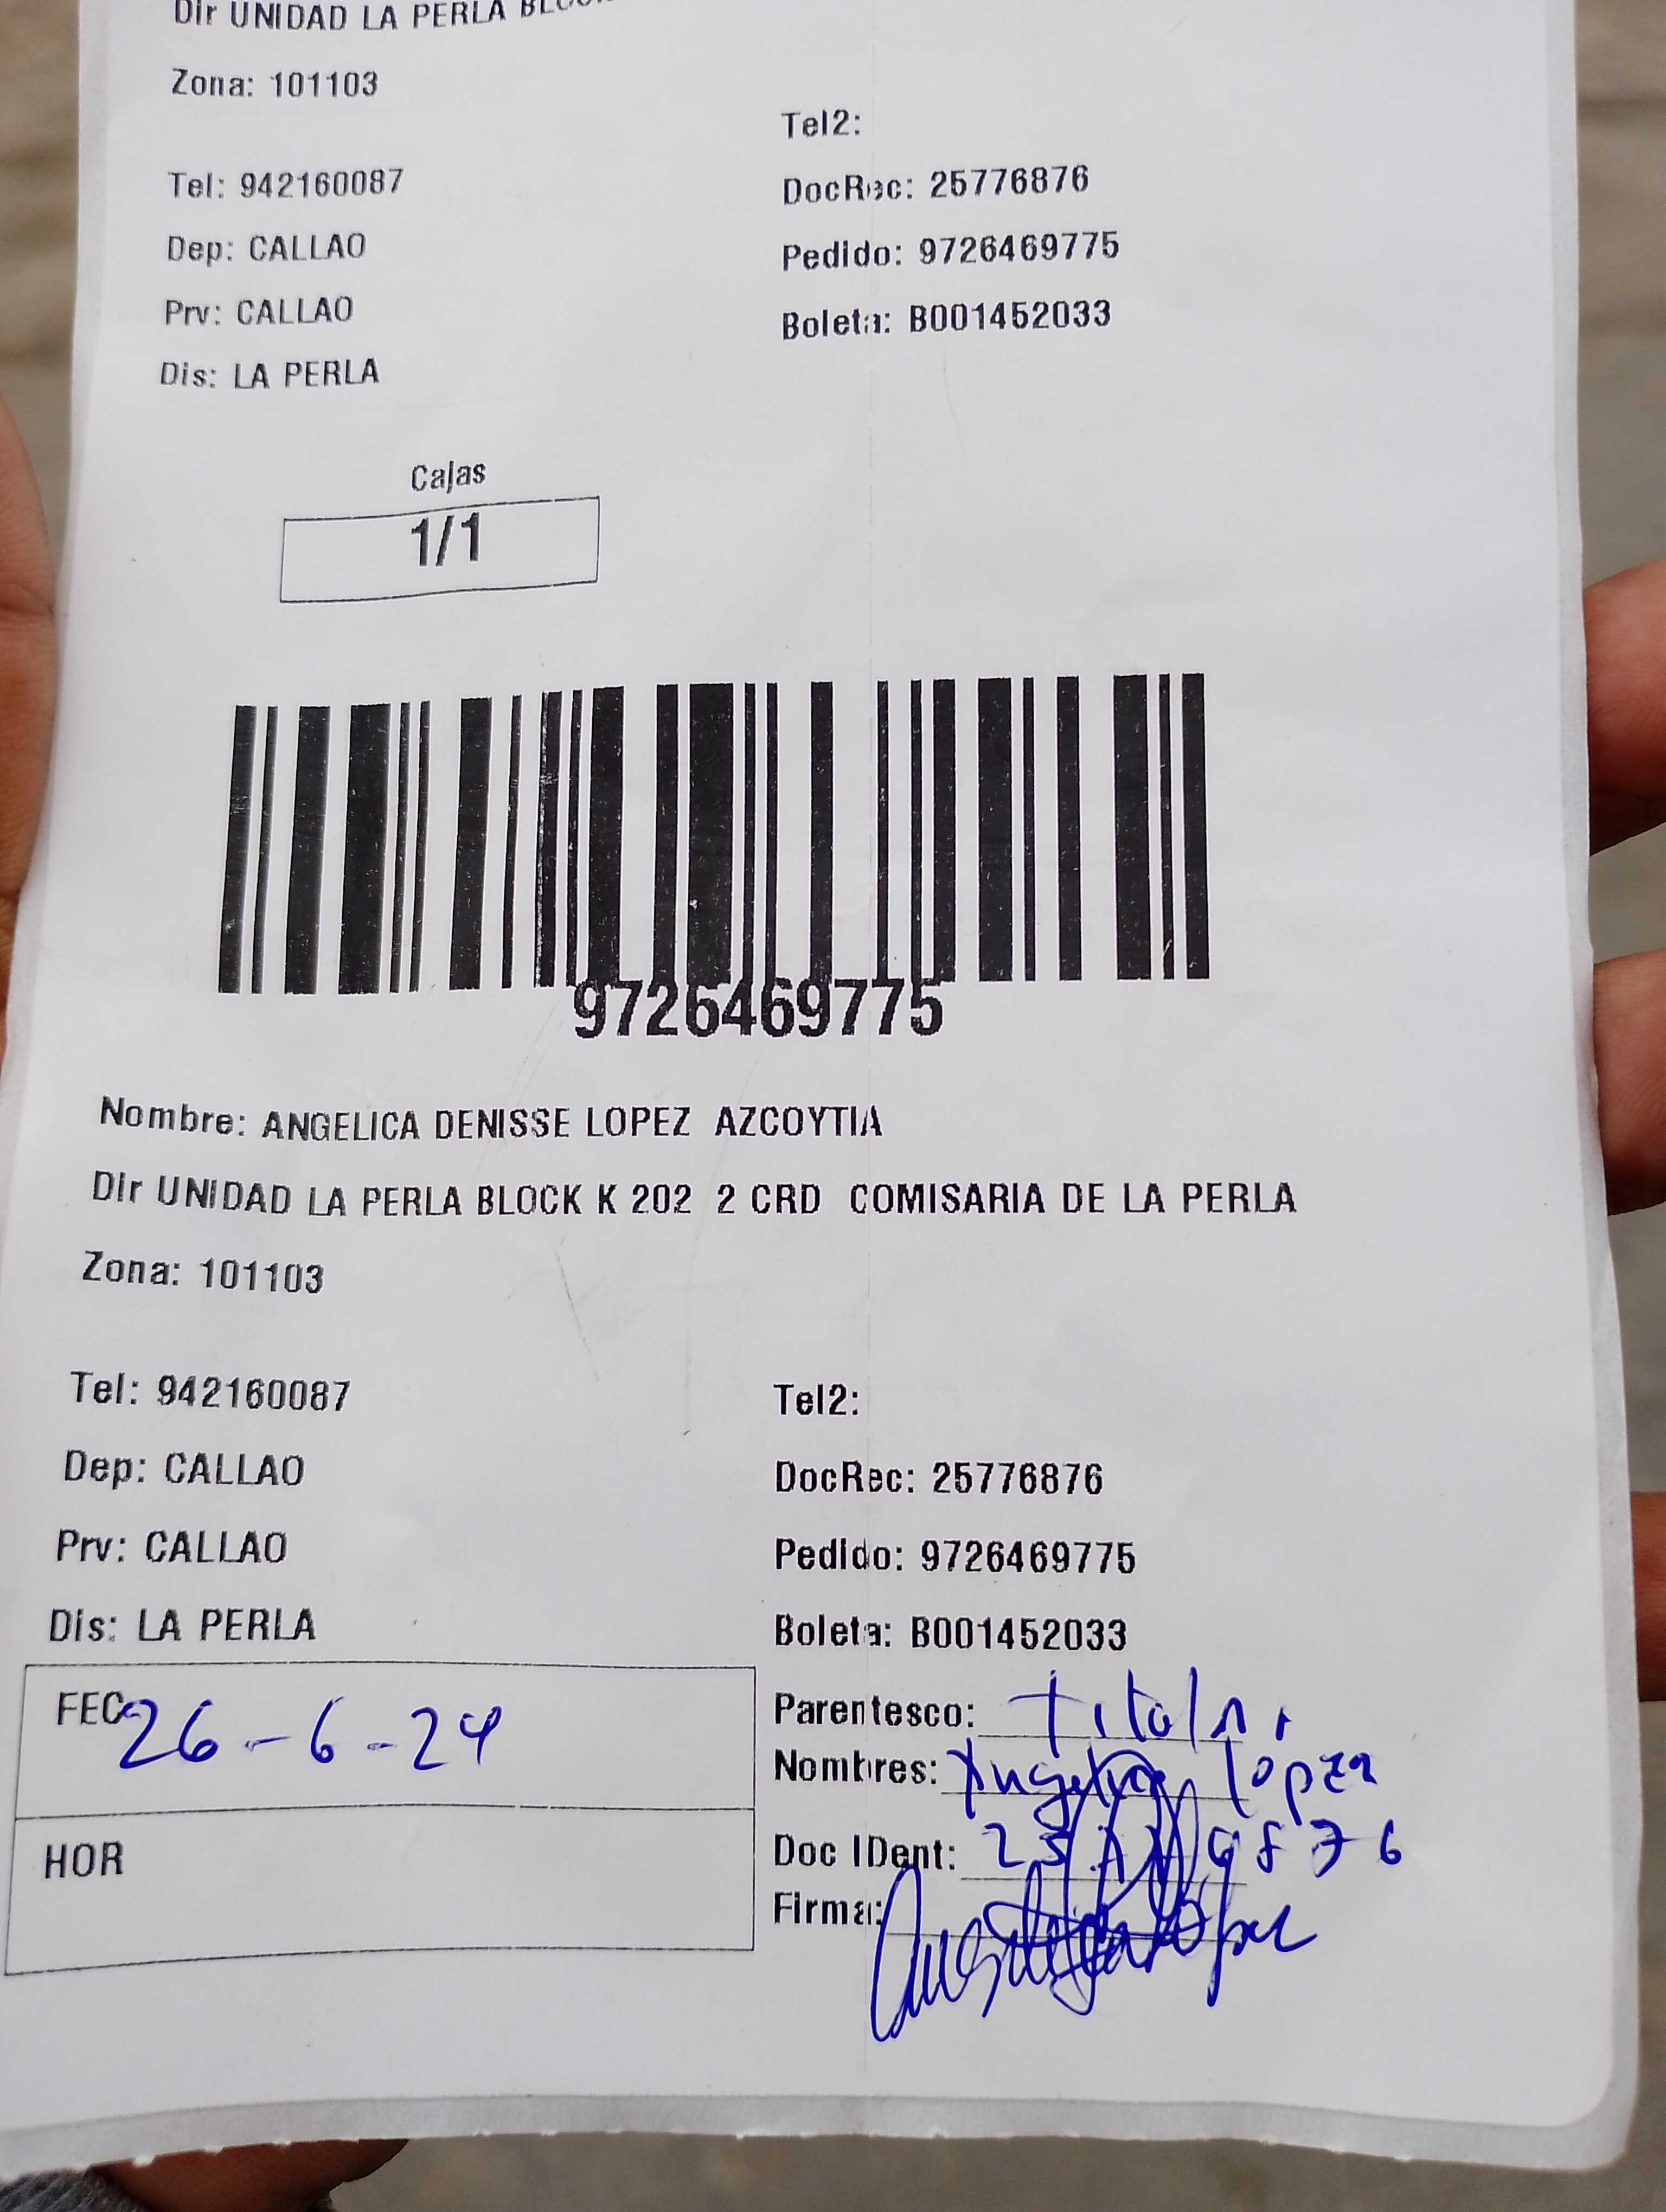 Dir UNIDAD LA PERLA
Zona: 101103
Tel2:
Tel: 942160087
DocRec: 25776876
Dep: CALLAO
Pedido: 9726469775
Prv: CALLAO
Boleta: B001452033
Dis: LA PERLA
Cajas
1/1
9726469775
Nombre: ANGELICA DENISSE LOPEZ AZCOYTIA
Dir UNIDAD LA PERLA BLOCK K 202 2 CRD COMISARIA DE LA PERLA
Zona: 101103
Tel: 942160087
Tel2:
Dep: CALLAO
DocRec: 25776876
Prv: CALLAO
Pedido: 9726469775
Dis: LA PERLA
Boleta: B001452033
FEC 26-6-24
Parentesco: titular
Nombres:
HOR
Doc IDent:
Firma: